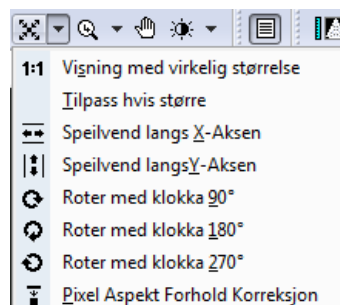 1:1 Visning med virkelig størrelse
Tilpass hvis større
Speilvend langs X-Aksen
Speilvend langsY-Aksen
Roter med klokka 90°
Roter med klokka 180°
Roter med klokka 270°
Pixel Aspekt Forhold Korreksjon